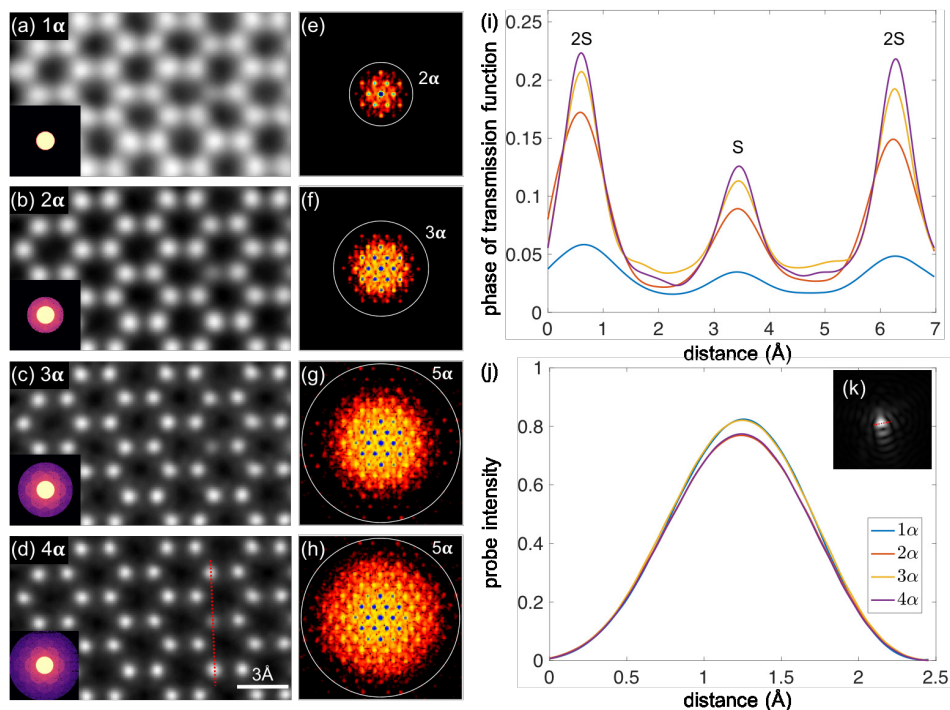 (a) 1α
(b) 2α
(c) 3α
(d) 4α
3Å
(e)
2α
(f)
3α
(g)
5α
(h)
5α
(i)
phase of transmission function
0.25
0.2
0.15
0.1
0.05
0
2S
S
2S
0 1 2 3 4 5 6 7
distance (Å)
(j)
probe intensity
1
0.8
0.6
0.4
0.2
0
(k)
1α
2α
3α
4α
0 0.5 1 1.5 2 2.5
distance (Å)